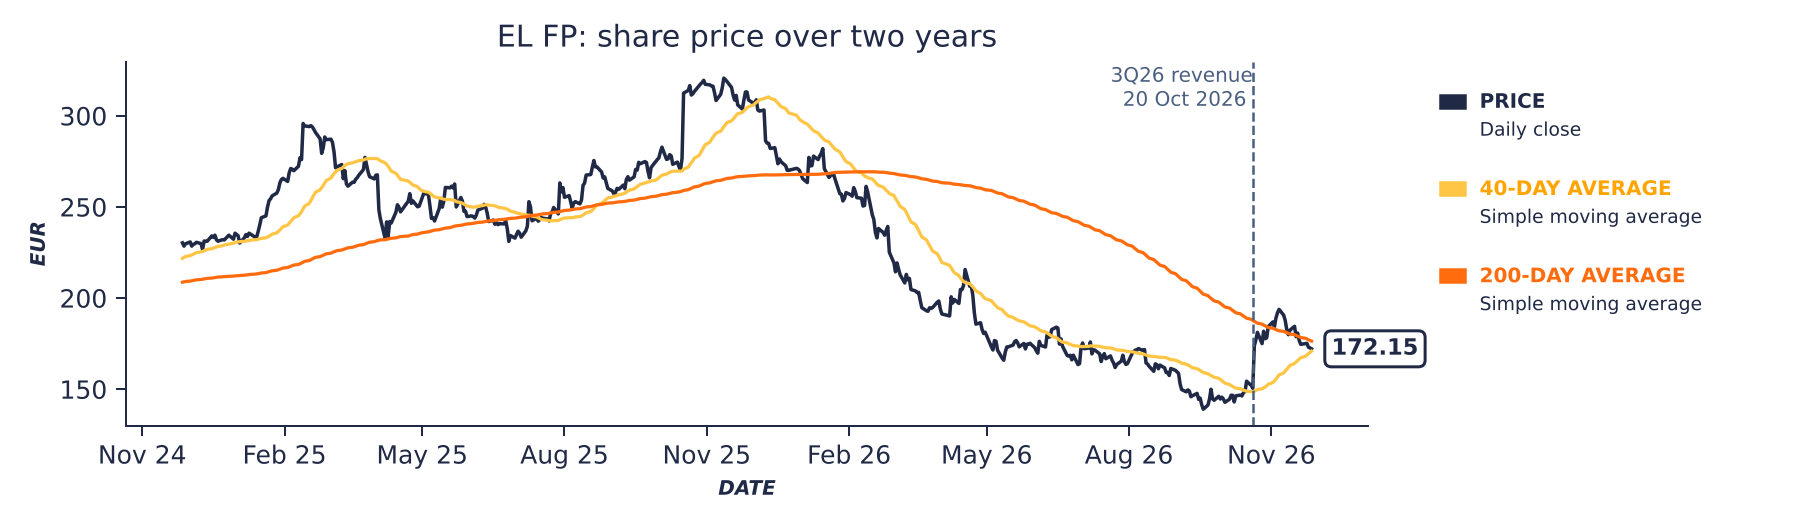 EL FP: share price over two years
3Q26 revenue
20 Oct 2026
300
250
200
150
EUR
Nov 24
Feb 25
May 25
Aug 25
Nov 25
Feb 26
May 26
Aug 26
Nov 26
DATE
172.15
PRICE
Daily close
40-DAY AVERAGE
Simple moving average
200-DAY AVERAGE
Simple moving average